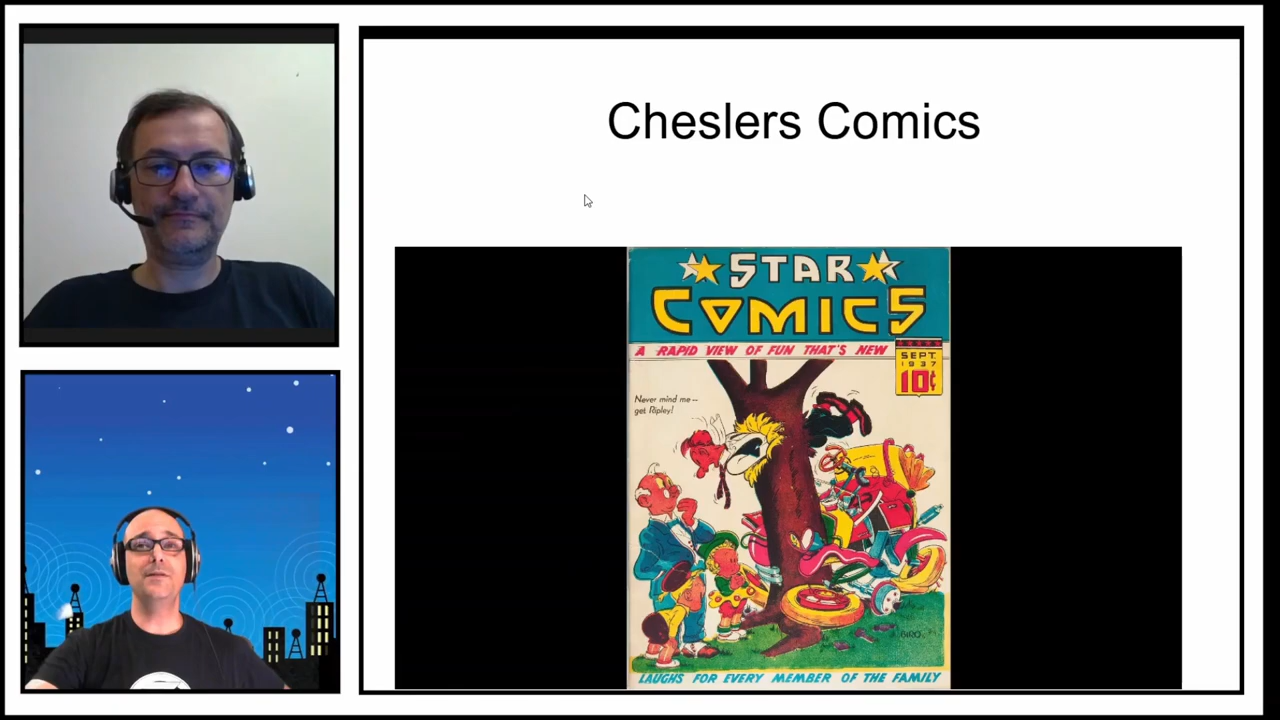 Cheslers Comics
STAR
COMICS
A RAPID VIEW OF FUN THAT'S NEW
SEPT.
1937
10¢
Never mind me --
get Ripley!
BIRO
LAUGHS FOR EVERY MEMBER OF THE FAMILY